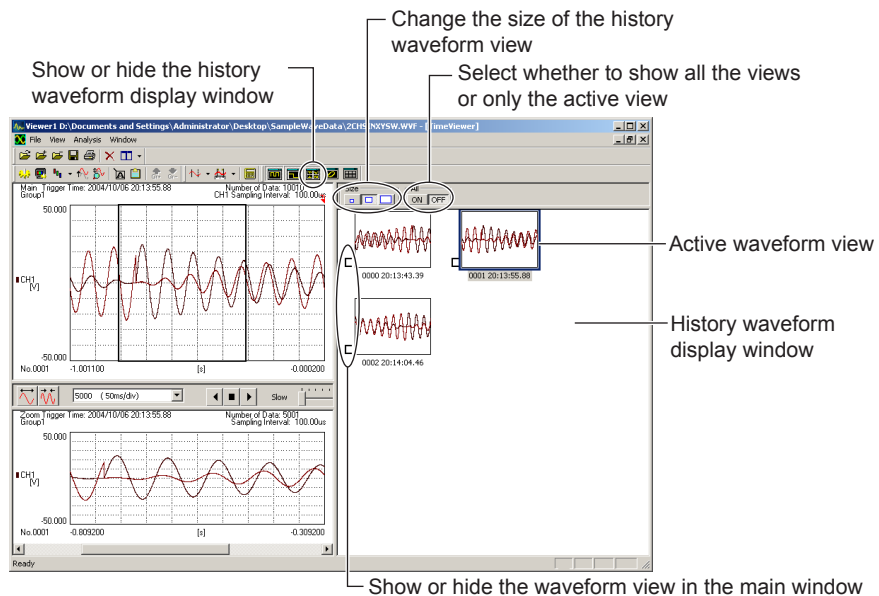 Change the size of the history
waveform view
Show or hide the history
waveform display window
Select whether to show all the views
or only the active view
Viewer1 D:\Documents and Settings\Administrator\Desktop\SampleWaveData\2CHSINXYSW.WVF - [TimeViewer]
File View Analysis Window
Main Trigger Time: 2004/10/06 20:13:55.88 Number of Data: 10010
Group1 CH1 Sampling Interval: 100.00us
Size All
ON OFF
50.000
CH1
[V]
-50.000
No.0001 -1.001100 [s] -0.000200
0000 20:13:43.39
0001 20:13:55.88
0002 20:14:04.46
Active waveform view
History waveform
display window
5000 ( 50ms/div) Slow
Zoom Trigger Time: 2004/10/06 20:13:55.88 Number of Data: 5001
Group1 Sampling Interval: 100.00us
50.000
CH1
[V]
-50.000
No.0001 -0.809200 [s] -0.309200
Ready
Show or hide the waveform view in the main window